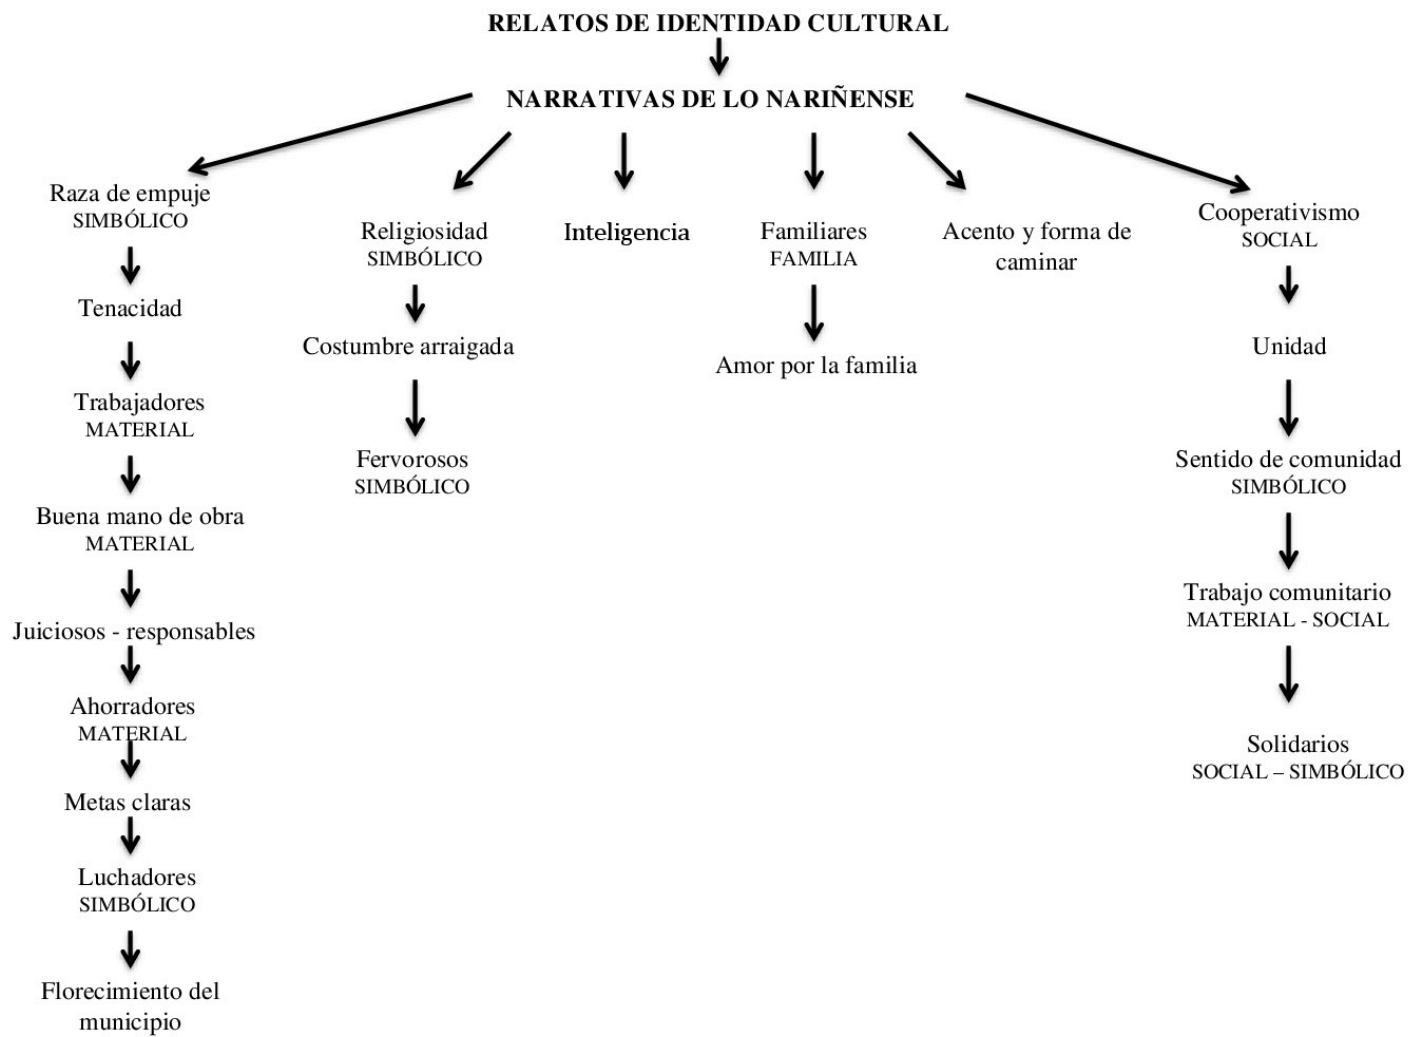 RELATOS DE IDENTIDAD CULTURAL
NARRATIVAS DE LO NARIÑENSE
Raza de empuje
SIMBÓLICO
Tenacidad
Trabajadores
MATERIAL
Buena mano de obra
MATERIAL
Juiciosos - responsables
Ahorradores
MATERIAL
Metas claras
Luchadores
SIMBÓLICO
Florecimiento del
municipio
Religiosidad
SIMBÓLICO
Costumbre arraigada
Fervorosos
SIMBÓLICO
Inteligencia
Familiares
FAMILIA
Amor por la familia
Acento y forma de
caminar
Cooperativismo
SOCIAL
Unidad
Sentido de comunidad
SIMBÓLICO
Trabajo comunitario
MATERIAL - SOCIAL
Solidarios
SOCIAL – SIMBÓLICO